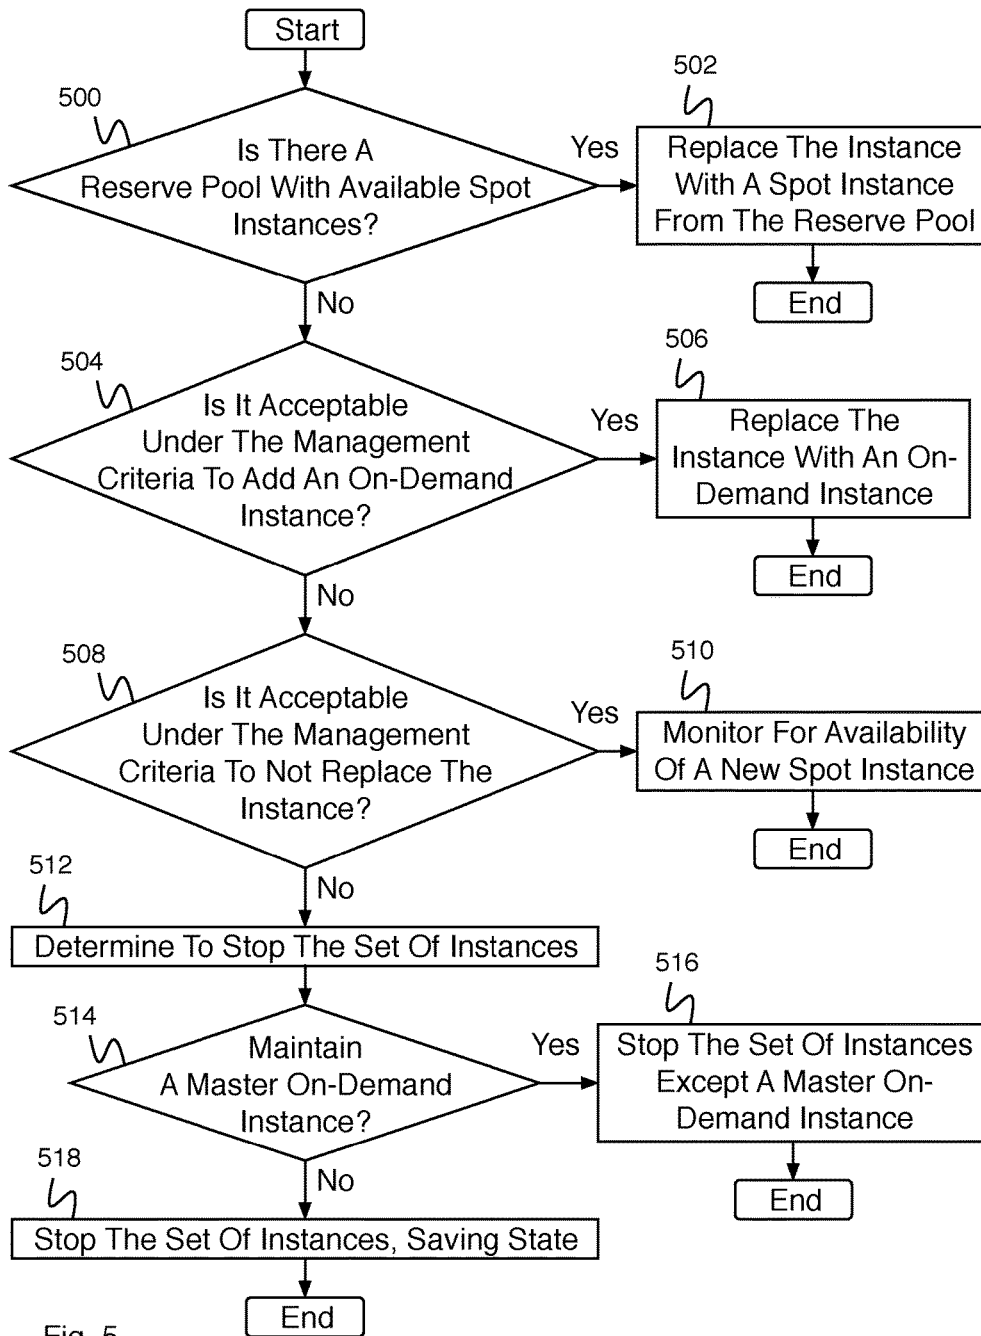 Start
500
Is There A
Reserve Pool With Available Spot
Instances?
Yes
502
Replace The Instance
With A Spot Instance
From The Reserve Pool
End
No
504
Is It Acceptable
Under The Management
Criteria To Add An On-Demand
Instance?
Yes
506
Replace The
Instance With An On-
Demand Instance
End
No
508
Is It Acceptable
Under The Management
Criteria To Not Replace The
Instance?
Yes
510
Monitor For Availability
Of A New Spot Instance
End
No
512
Determine To Stop The Set Of Instances
514
Maintain
A Master On-Demand
Instance?
Yes
516
Stop The Set Of Instances
Except A Master On-
Demand Instance
End
No
518
Stop The Set Of Instances, Saving State
End
Fig. 5